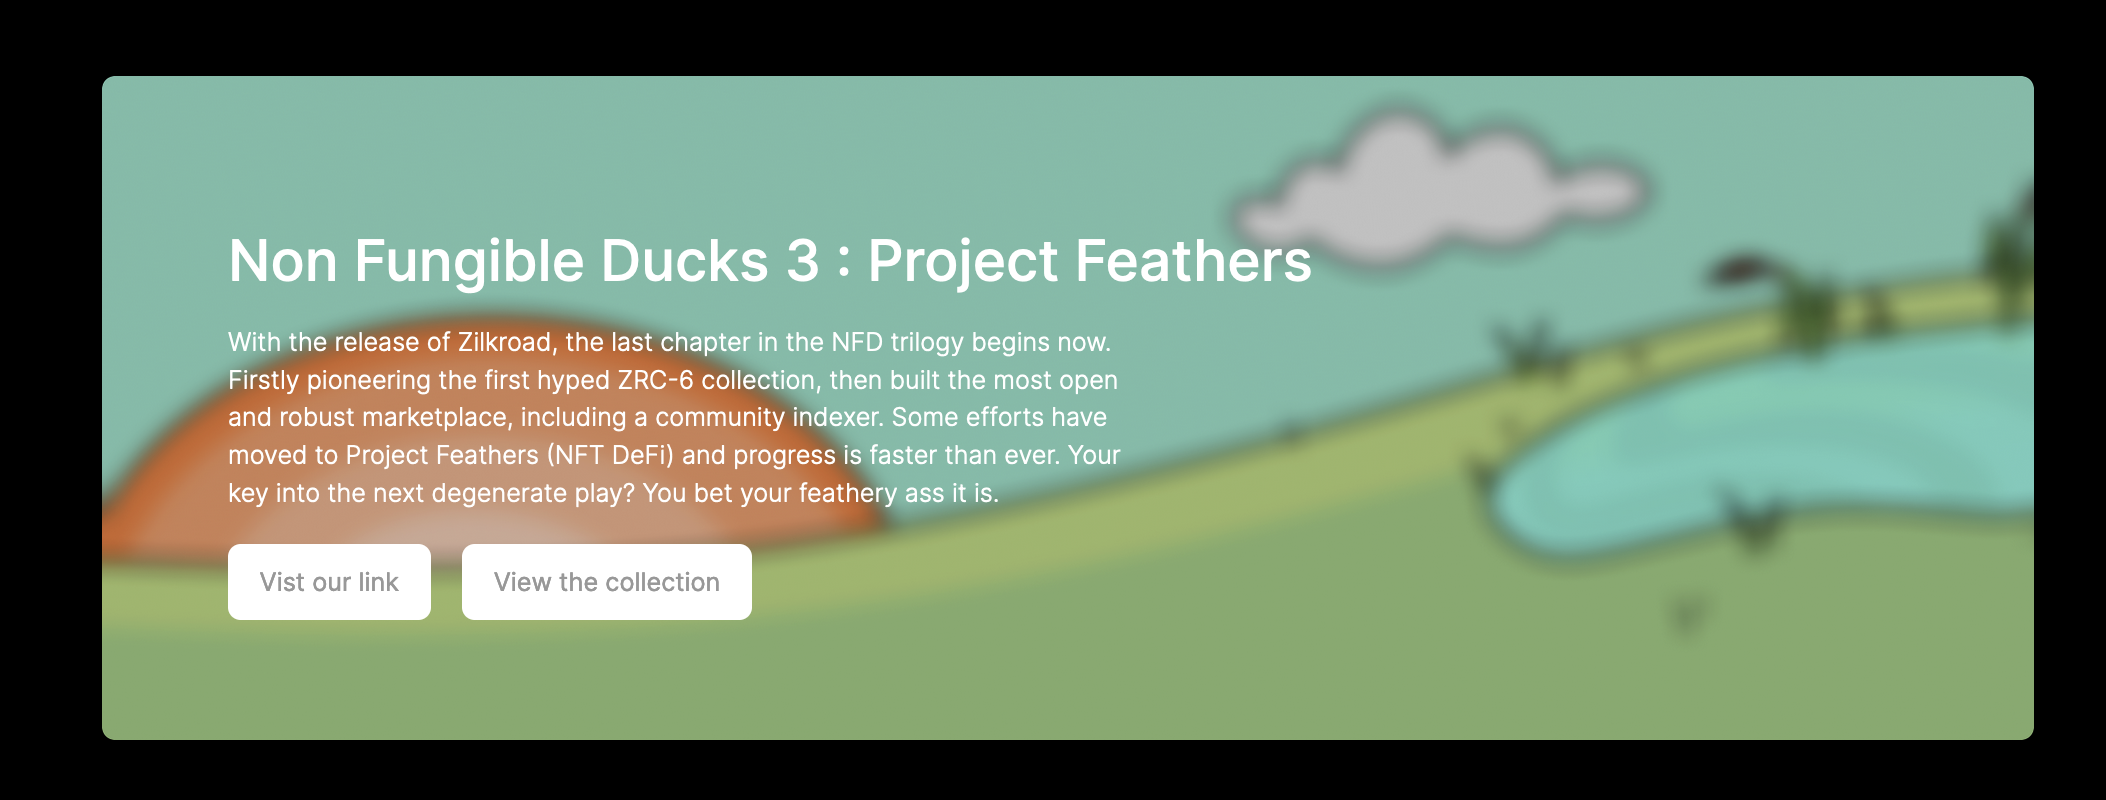 Non Fungible Ducks 3 : Project Feathers
With the release of Zilkroad, the last chapter in the NFD trilogy begins now.
Firstly pioneering the first hyped ZRC-6 collection, then built the most open
and robust marketplace, including a community indexer. Some efforts have
moved to Project Feathers (NFT DeFi) and progress is faster than ever. Your
key into the next degenerate play? You bet your feathery ass it is.
Vist our link
View the collection